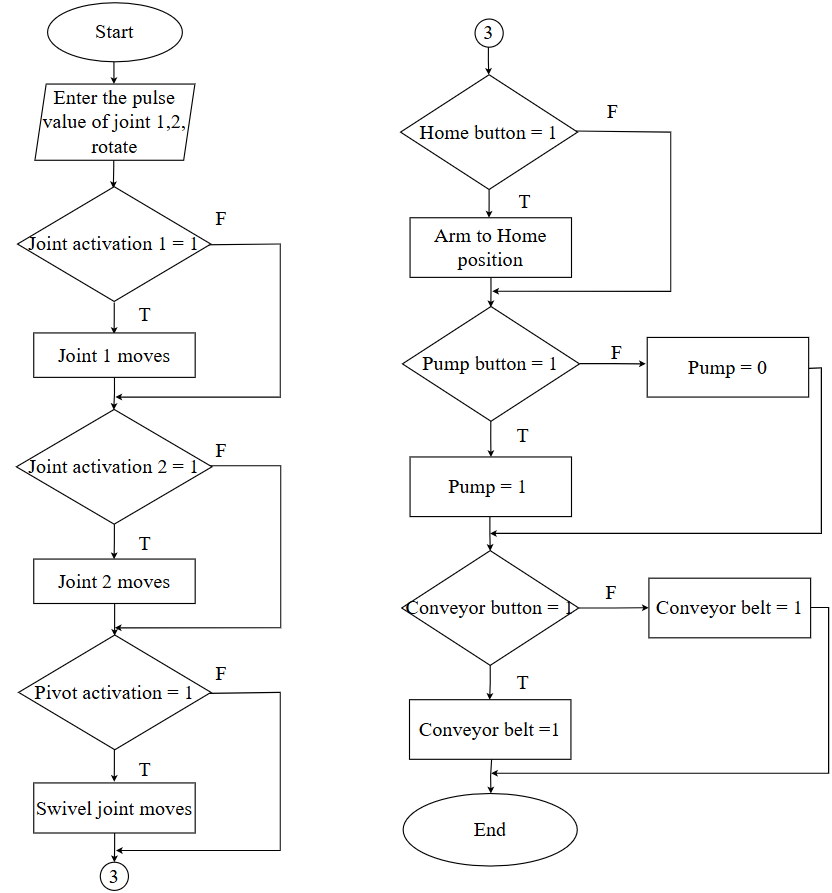 Start
Enter the pulse
value of joint 1,2,
rotate
Joint activation 1 = 1
F
T
Joint 1 moves
Joint activation 2 = 1
F
T
Joint 2 moves
Pivot activation = 1
F
T
Swivel joint moves
3
3
Home button = 1
F
T
Arm to Home
position
Pump button = 1
F
Pump = 0
T
Pump = 1
Conveyor button = 1
F
Conveyor belt = 1
T
Conveyor belt =1
End